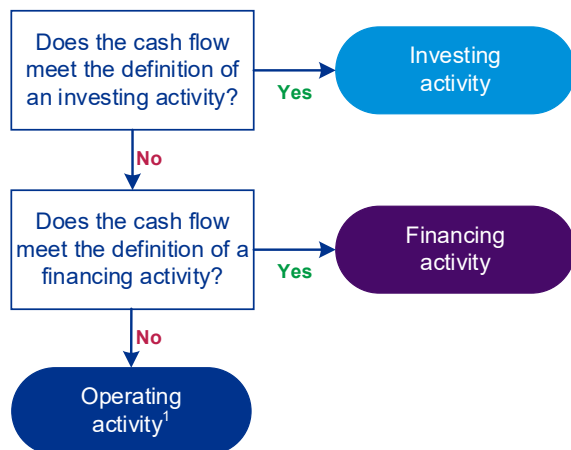 Does the cash flow
meet the definition of
an investing activity?
Yes
Investing
activity
No
Does the cash flow
meet the definition of a
financing activity?
Yes
Financing
activity
No
Operating
activity¹